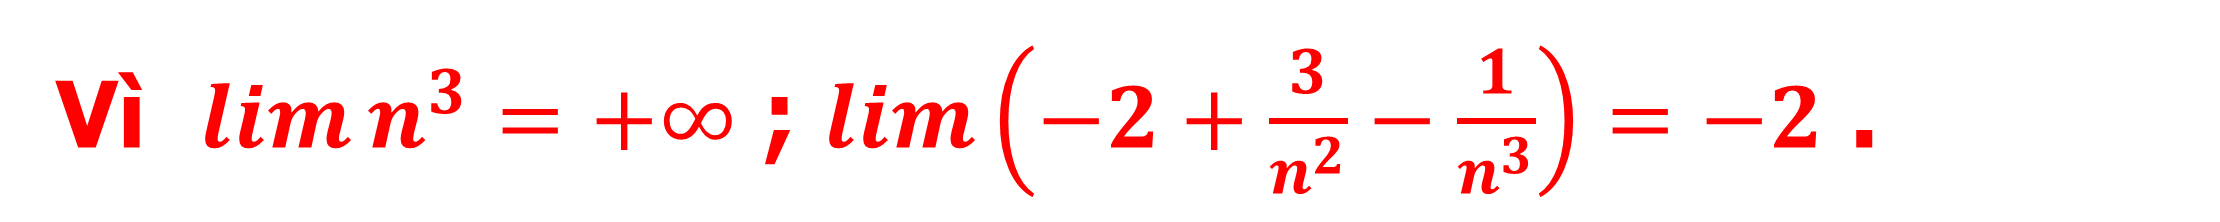 Vì lim n³ = +∞ ; lim(−2 + 3/n² − 1/n³) = −2 .